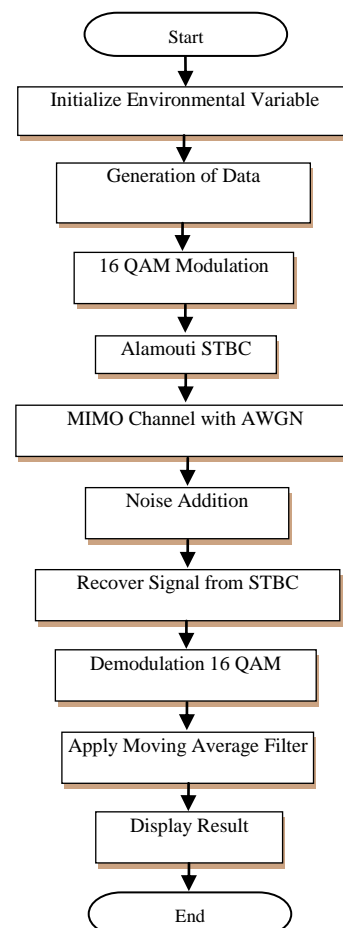 Start
Initialize Environmental Variable
Generation of Data
16 QAM Modulation
Alamouti STBC
MIMO Channel with AWGN
Noise Addition
Recover Signal from STBC
Demodulation 16 QAM
Apply Moving Average Filter
Display Result
End